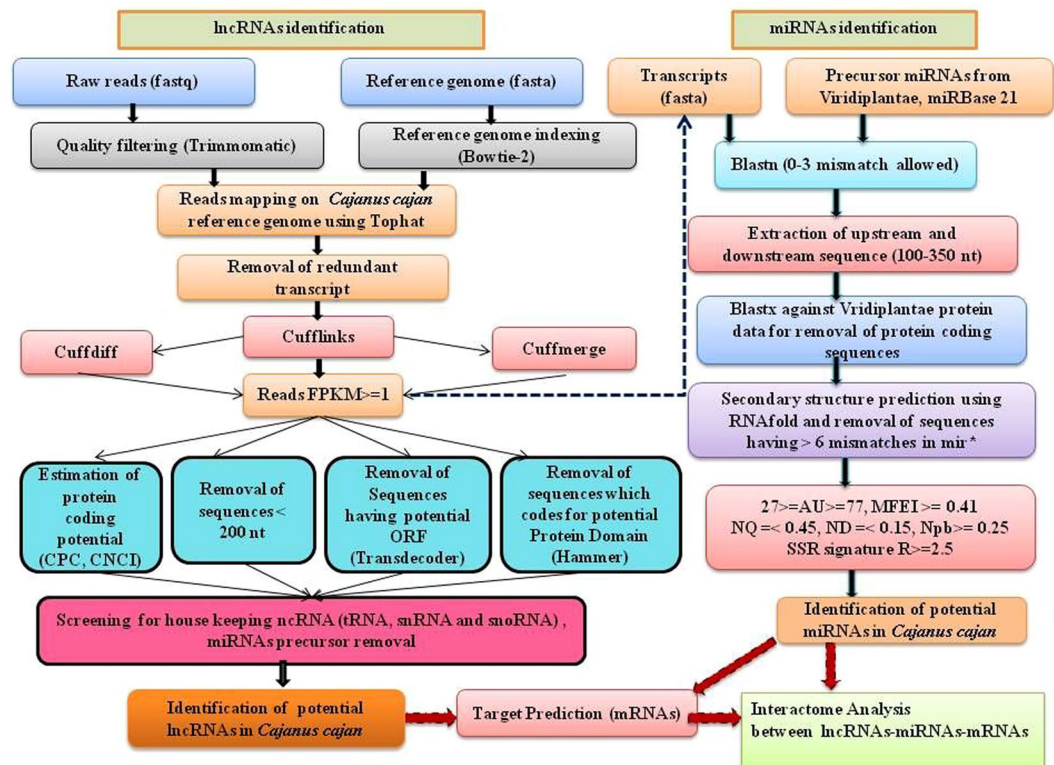 lncRNAs identification
Raw reads (fastq)
Reference genome (fasta)
Quality filtering (Trimmomatic)
Reference genome indexing
(Bowtie-2)
Reads mapping on Cajanus cajan
reference genome using Tophat
Removal of redundant
transcript
Cufflinks
Cuffdiff
Cuffmerge
Reads FPKM>=1
Estimation of
protein
coding
potential
(CPC, CNCI)
Removal of
sequences <
200 nt
Removal of
Sequences
having potential
ORF
(Transdecoder)
Removal of
sequences which
codes for potential
Protein Domain
(Hammer)
Screening for house keeping ncRNA (tRNA, snRNA and snoRNA) ,
miRNAs precursor removal
Identification of potential
lncRNAs in Cajanus cajan
miRNAs identification
Transcripts
(fasta)
Precursor miRNAs from
Viridiplantae, miRBase 21
Blastn (0-3 mismatch allowed)
Extraction of upstream and
downstream sequence (100-350 nt)
Blastx against Vridiplantae protein
data for removal of protein coding
sequences
Secondary structure prediction using
RNAfold and removal of sequences
having > 6 mismatches in mir*
27>=AU>=77, MFEI>= 0.41
NQ =< 0.45, ND =< 0.15, Npb>= 0.25
SSR signature R>=2.5
Identification of potential
miRNAs in Cajanus cajan
Target Prediction (mRNAs)
Interactome Analysis
between lncRNAs-miRNAs-mRNAs